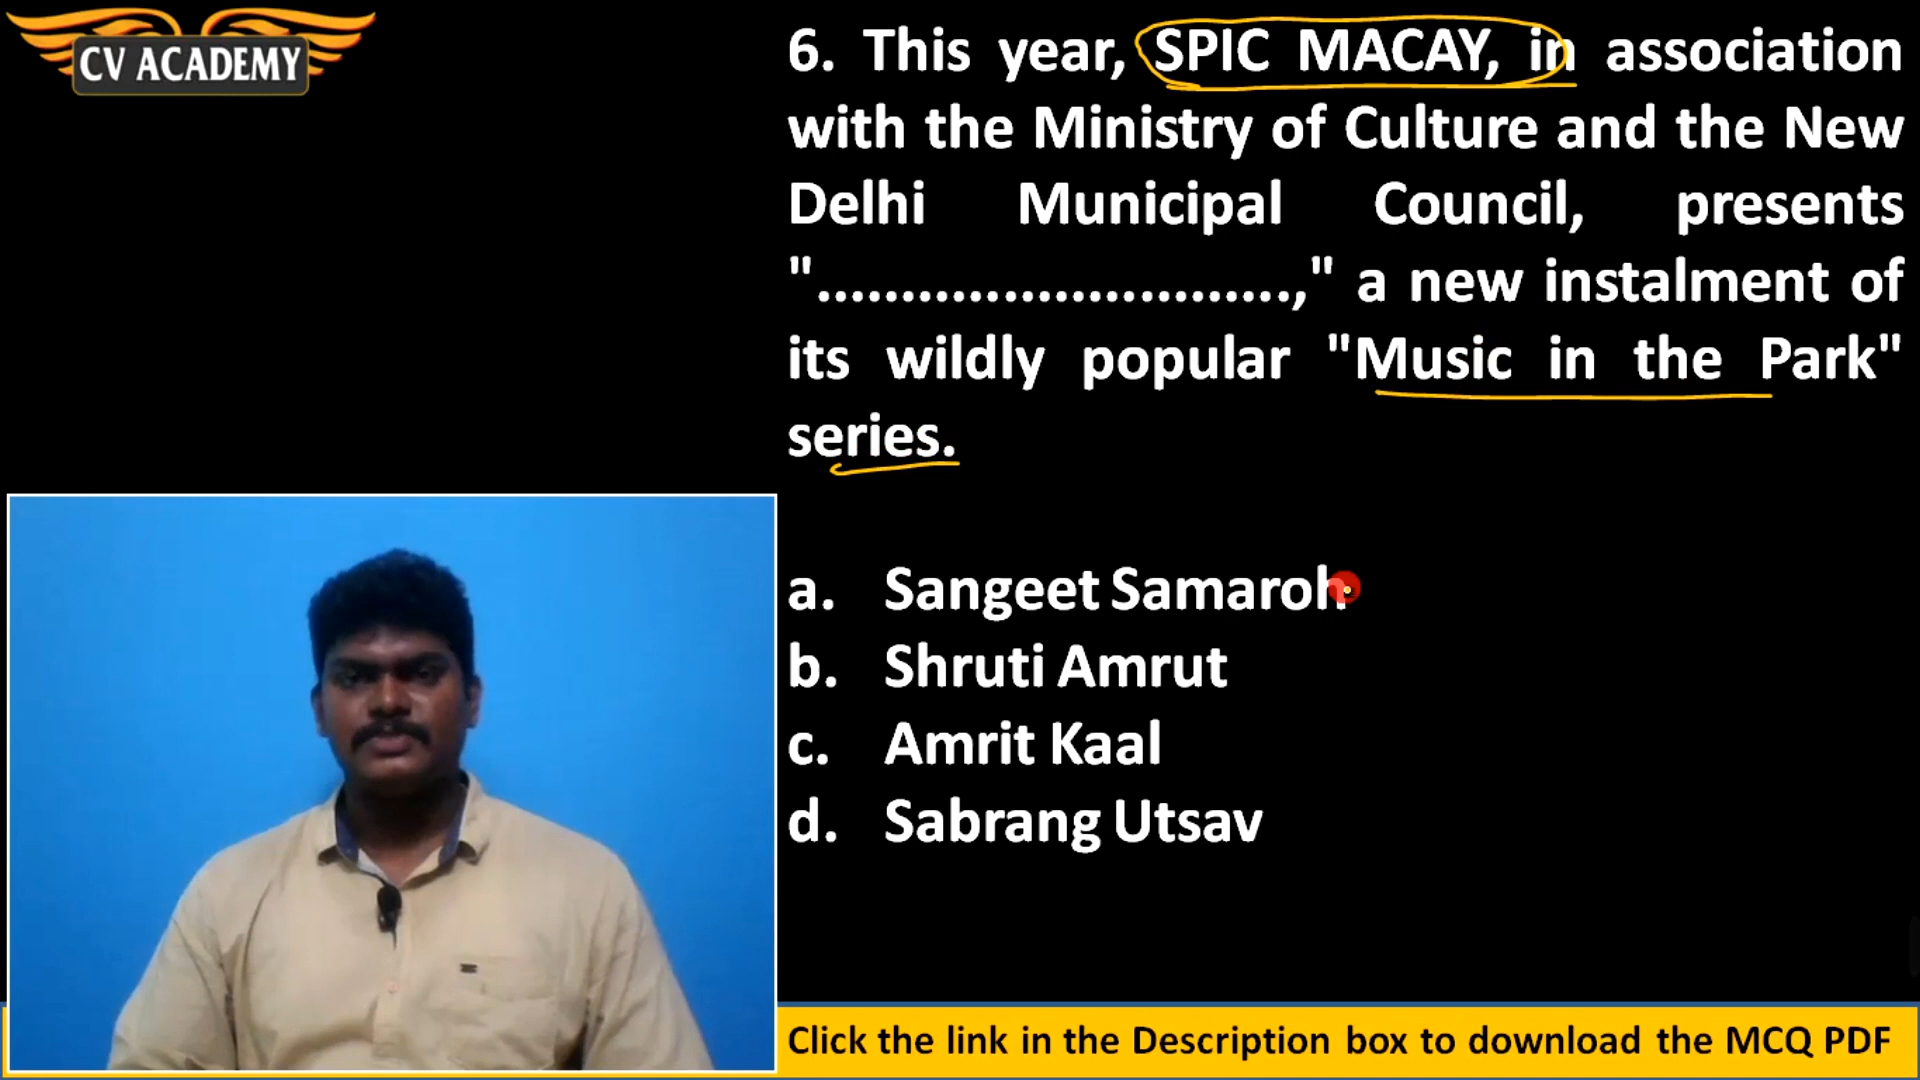 CV ACADEMY
6. This year, SPIC MACAY, in association
with the Ministry of Culture and the New
Delhi Municipal Council, presents
"............................," a new instalment of
its wildly popular "Music in the Park"
series.
a. Sangeet Samaroh
b. Shruti Amrut
c. Amrit Kaal
d. Sabrang Utsav
Click the link in the Description box to download the MCQ PDF